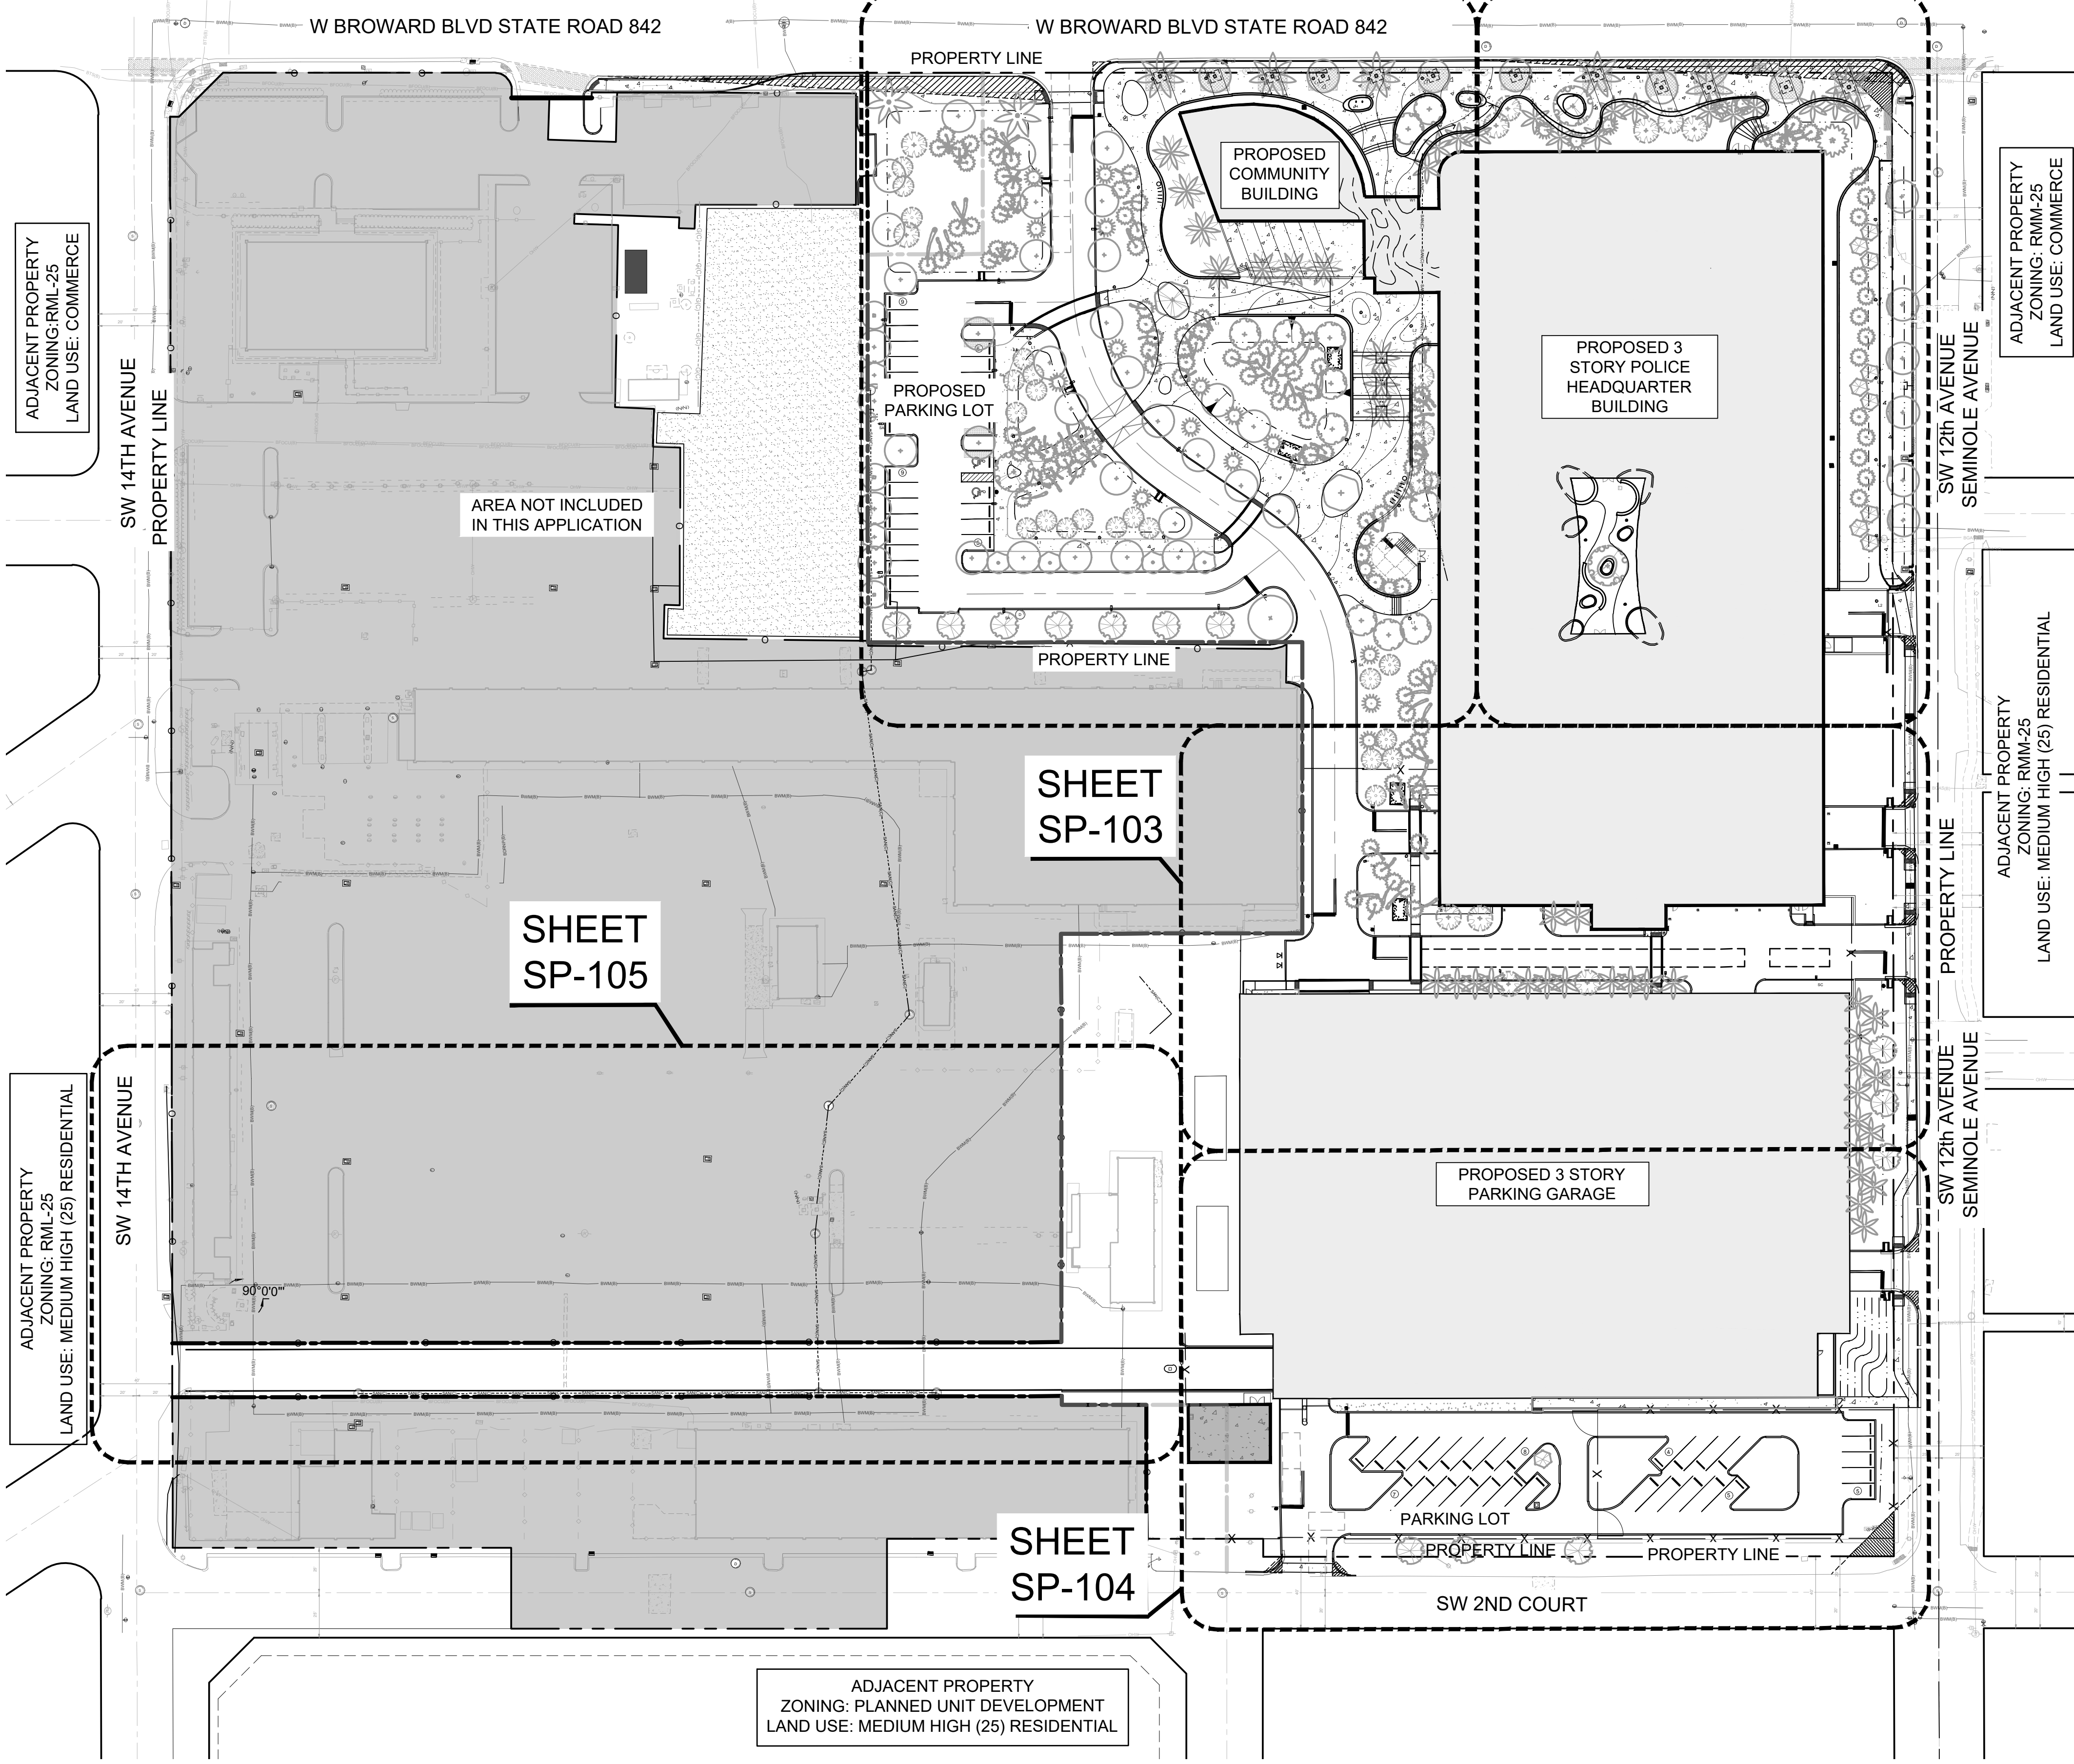 W BROWARD BLVD STATE ROAD 842
W BROWARD BLVD STATE ROAD 842
PROPERTY LINE
PROPOSED
COMMUNITY
BUILDING
ADJACENT PROPERTY
ZONING:RML-25
LAND USE: COMMERCE
SW 14TH AVENUE
PROPERTY LINE
ADJACENT PROPERTY
ZONING: RMM-25
LAND USE: COMMERCE
SW 12th AVENUE
SEMINOLE AVENUE
PROPOSED 3
STORY POLICE
HEADQUARTER
BUILDING
PROPOSED
PARKING LOT
AREA NOT INCLUDED
IN THIS APPLICATION
PROPERTY LINE
ADJACENT PROPERTY
ZONING: RMM-25
LAND USE: MEDIUM HIGH (25) RESIDENTIAL
SHEET
SP-103
PROPERTY LINE
SHEET
SP-105
SW 12th AVENUE
SEMINOLE AVENUE
ADJACENT PROPERTY
ZONING: RML-25
LAND USE: MEDIUM HIGH (25) RESIDENTIAL
SW 14TH AVENUE
PROPOSED 3 STORY
PARKING GARAGE
90°0'0"
PARKING LOT
SHEET
SP-104
PROPERTY LINE
PROPERTY LINE
SW 2ND COURT
ADJACENT PROPERTY
ZONING: PLANNED UNIT DEVELOPMENT
LAND USE: MEDIUM HIGH (25) RESIDENTIAL